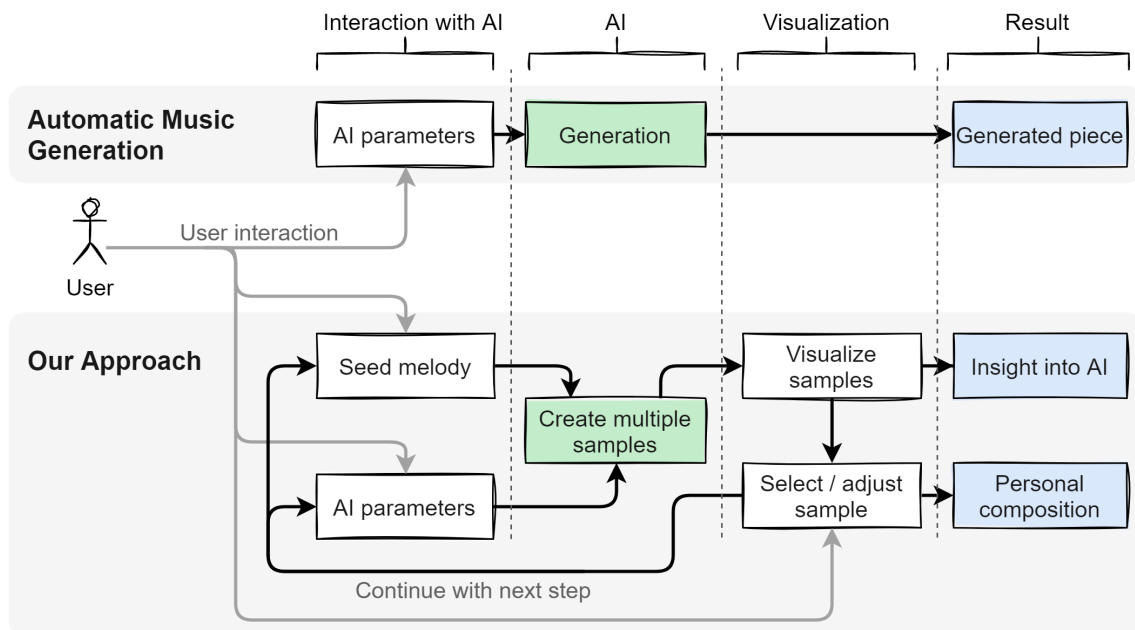 Interaction with AI
AI
Visualization
Result
Automatic Music
Generation
AI parameters
Generation
Generated piece
User interaction
User
Our Approach
Seed melody
Create multiple
samples
Visualize
samples
Insight into AI
AI parameters
Select / adjust
sample
Personal
composition
Continue with next step